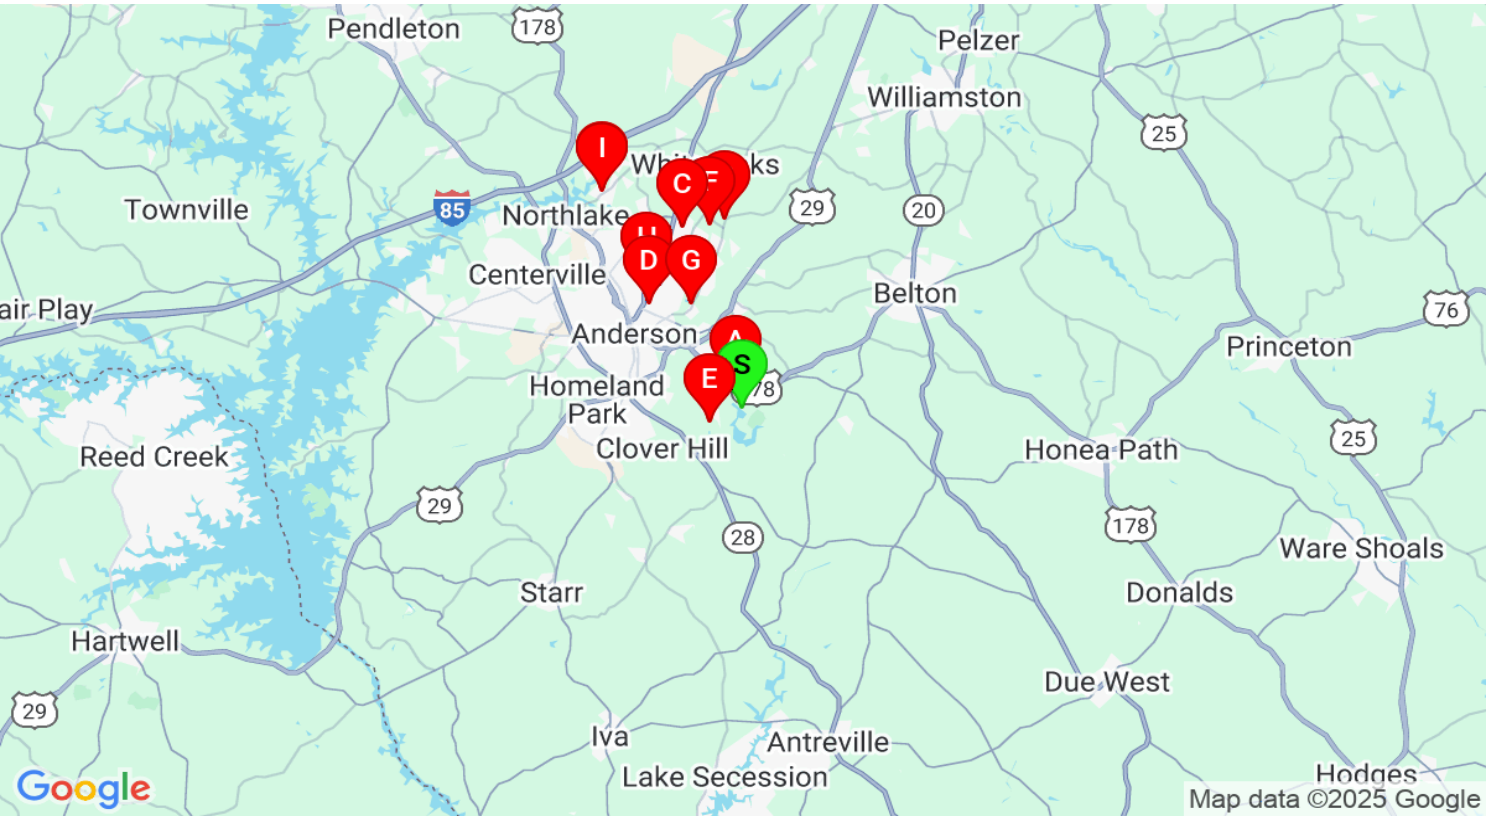 Pendleton
178
Pelzer
Williamston
25
I
C
F
Townville
85
Northlake
29
20
Centerville
D
G
Belton
air Play
76
Anderson
A
Princeton
S
E
78
Homeland
Park
25
Reed Creek
Clover Hill
Honea Path
29
178
28
Ware Shoals
Starr
Donalds
Hartwell
Due West
29
Iva
Antreville
Lake Secession
Hodges
Google
Map data ©2025 Google